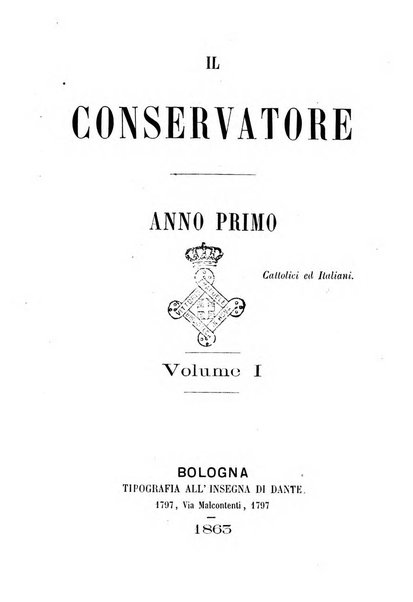 IL
CONSERVATORE
ANNO PRIMO
Cattolici ed Italiani.
Volume I
BOLOGNA
TIPOGRAFIA ALL' INSEGNA DI DANTE.
1797, Via Malcontenti, 1797
1863